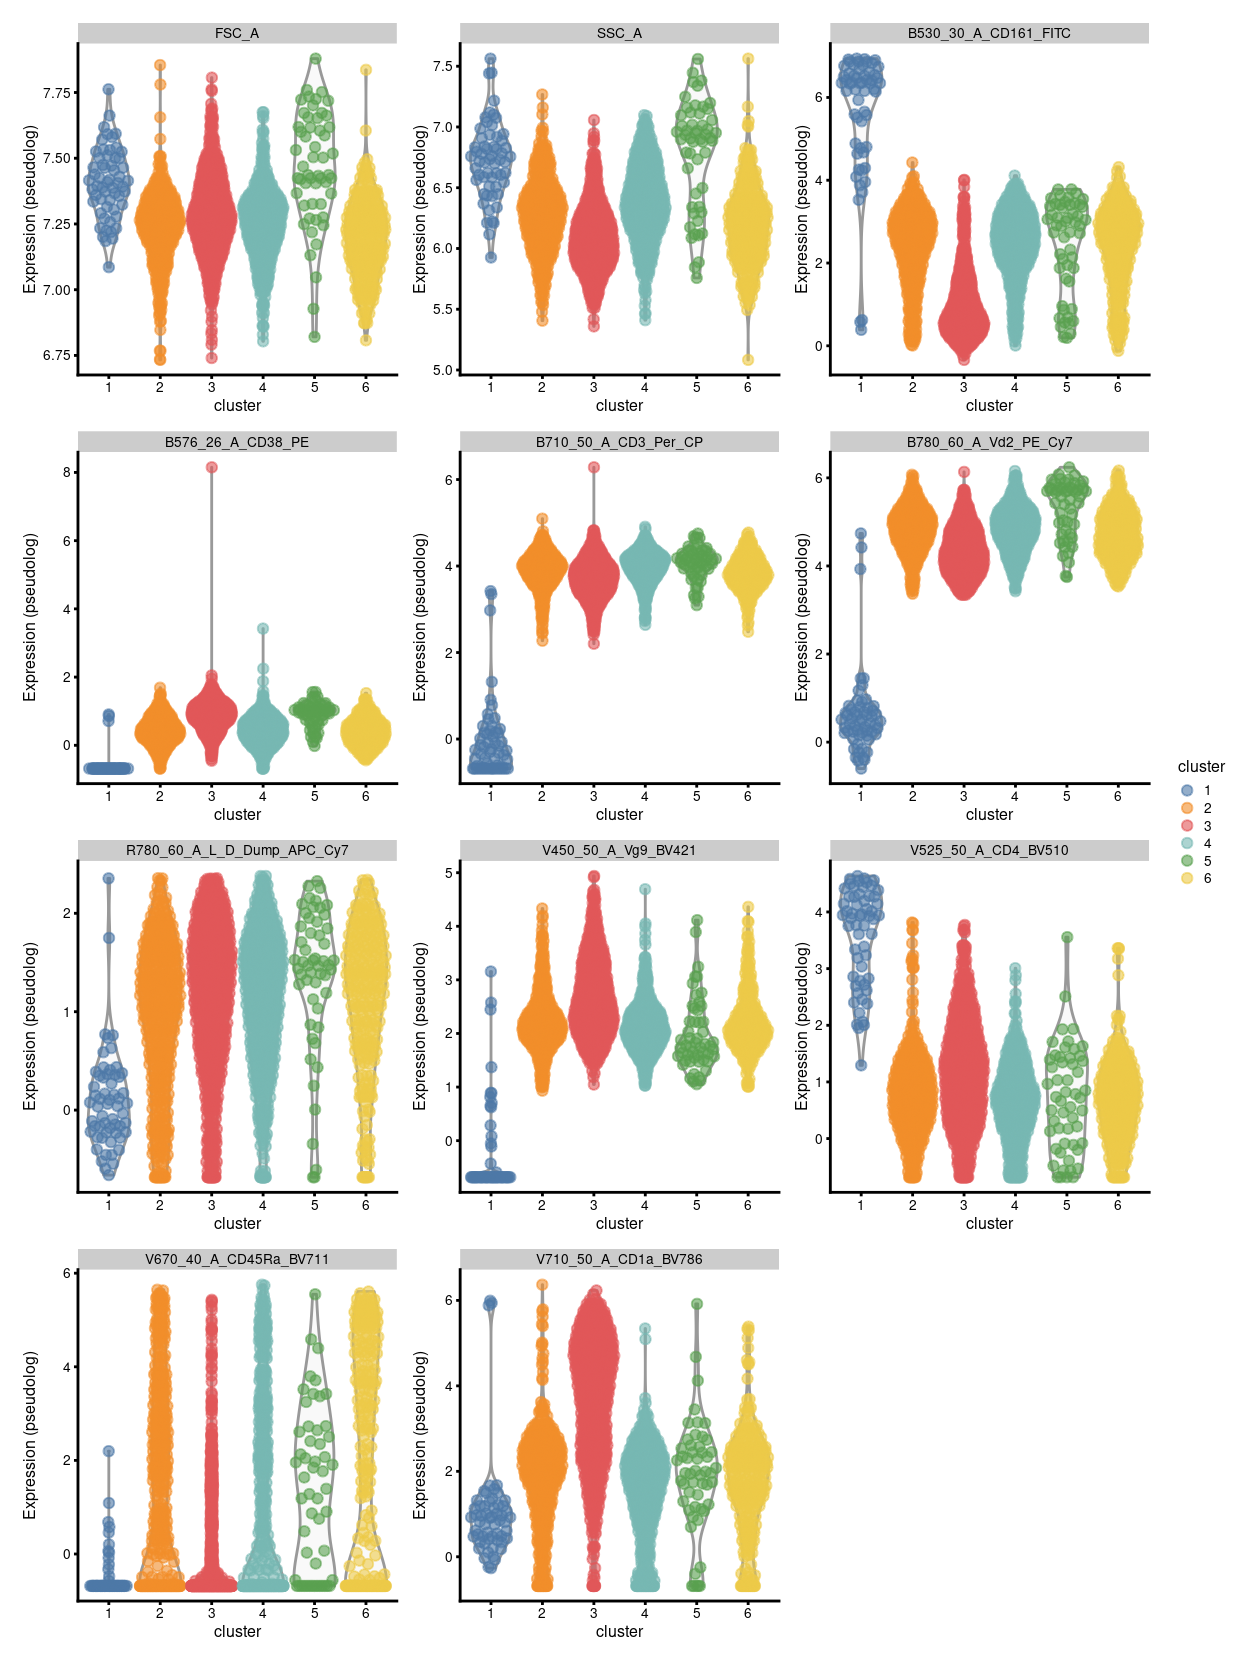 FSC_A
SSC_A
B530_30_A_CD161_FITC
Expression (pseudolog)
7.75
7.50
7.25
7.00
6.75
1 2 3 4 5 6
cluster
Expression (pseudolog)
7.5
7.0
6.5
6.0
5.5
5.0
1 2 3 4 5 6
cluster
Expression (pseudolog)
6
4
2
0
1 2 3 4 5 6
cluster
B576_26_A_CD38_PE
B710_50_A_CD3_Per_CP
B780_60_A_Vd2_PE_Cy7
Expression (pseudolog)
8
6
4
2
0
1 2 3 4 5 6
cluster
Expression (pseudolog)
6
4
2
0
1 2 3 4 5 6
cluster
Expression (pseudolog)
6
4
2
0
1 2 3 4 5 6
cluster
cluster
1
2
3
4
5
6
R780_60_A_L_D_Dump_APC_Cy7
V450_50_A_Vg9_BV421
V525_50_A_CD4_BV510
Expression (pseudolog)
2
1
0
1 2 3 4 5 6
cluster
Expression (pseudolog)
5
4
3
2
1
0
1 2 3 4 5 6
cluster
Expression (pseudolog)
4
3
2
1
0
1 2 3 4 5 6
cluster
V670_40_A_CD45Ra_BV711
V710_50_A_CD1a_BV786
Expression (pseudolog)
6
4
2
0
1 2 3 4 5 6
cluster
Expression (pseudolog)
6
4
2
0
1 2 3 4 5 6
cluster